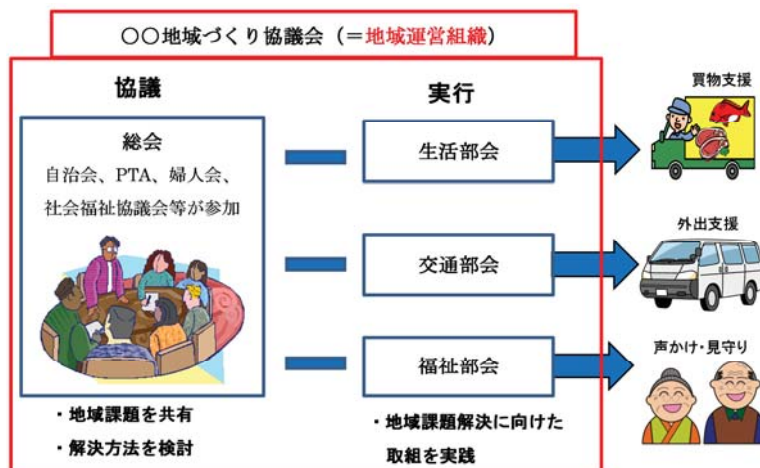 〇〇地域づくり協議会（＝地域運営組織）
協議
総会
自治会、PTA、婦人会、
社会福祉協議会等が参加
・地域課題を共有
・解決方法を検討
実行
生活部会
交通部会
福祉部会
・地域課題解決に向けた
取組を実践
買物支援
外出支援
声かけ・見守り